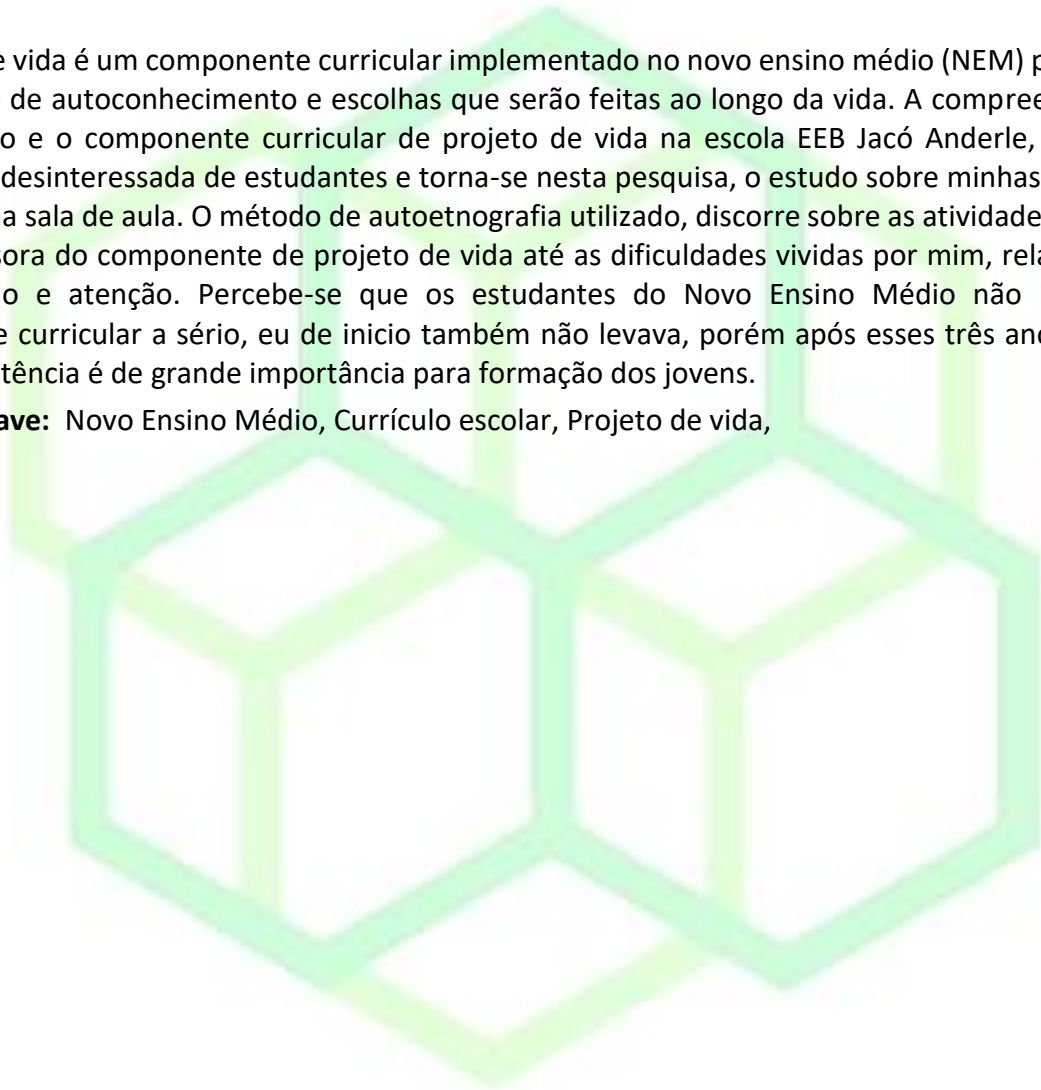 e vida é um componente curricular implementado no novo ensino médio (NEM) p
de autoconhecimento e escolhas que serão feitas ao longo da vida. A compree
o e o componente curricular de projeto de vida na escola EEB Jacó Anderle,
desinteressada de estudantes e torna-se nesta pesquisa, o estudo sobre minhas
a sala de aula. O método de autoetnografia utilizado, discorre sobre as atividade
sora do componente de projeto de vida até as dificuldades vividas por mim, rela
o e atenção. Percebe-se que os estudantes do Novo Ensino Médio não
e curricular a sério, eu de inicio também não levava, porém após esses três and
tência é de grande importância para formação dos jovens.
ave: Novo Ensino Médio, Currículo escolar, Projeto de vida,